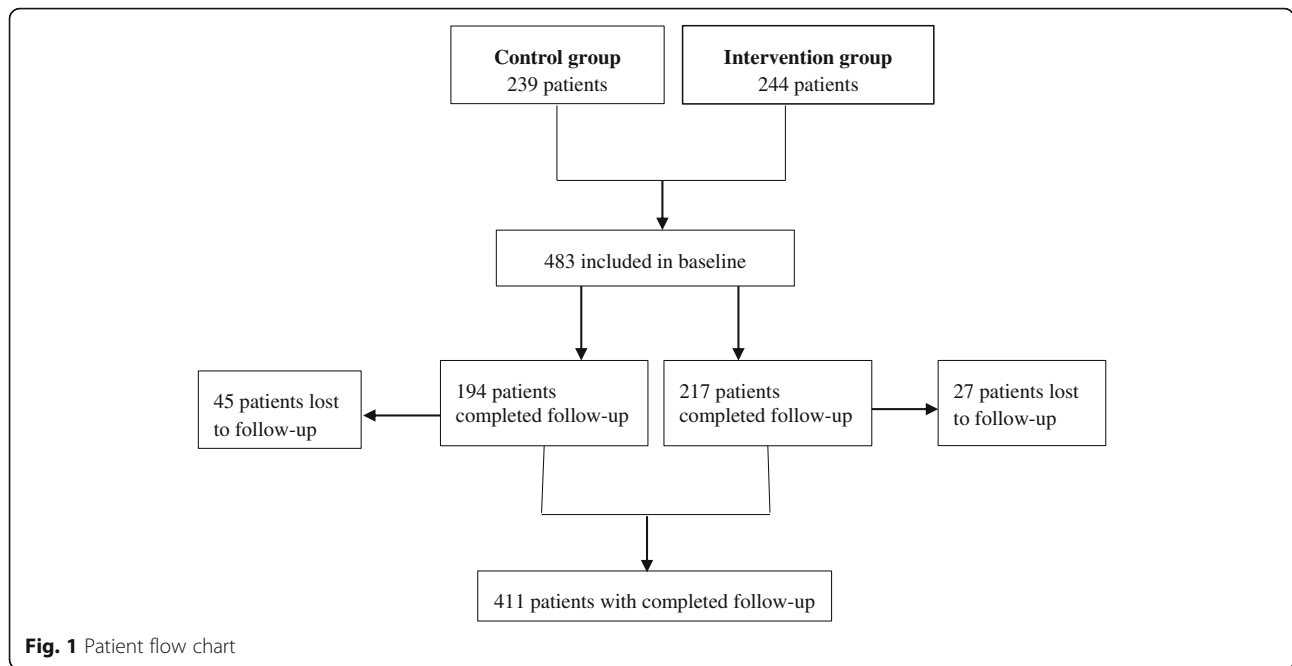 Control group
239 patients
Intervention group
244 patients
483 included in baseline
45 patients lost
to follow-up
194 patients
completed follow-up
217 patients
completed follow-up
27 patients lost
to follow-up
411 patients with completed follow-up
Fig. 1 Patient flow chart